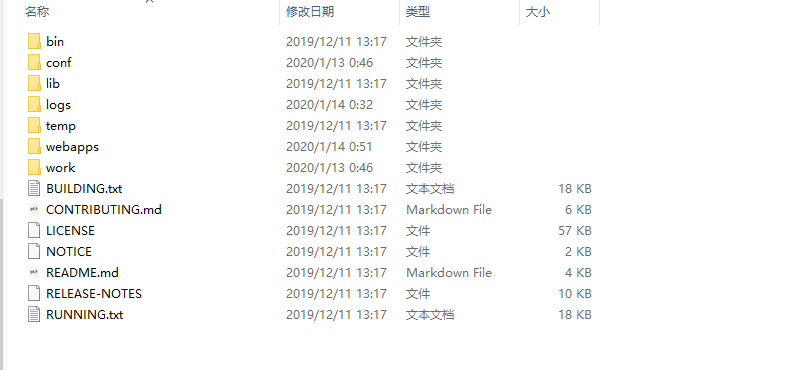 名称 修改日期 类型 大小
bin 2019/12/11 13:17 文件夹
conf 2020/1/13 0:46 文件夹
lib 2019/12/11 13:17 文件夹
logs 2020/1/14 0:32 文件夹
temp 2019/12/11 13:17 文件夹
webapps 2020/1/14 0:51 文件夹
work 2020/1/13 0:46 文件夹
BUILDING.txt 2019/12/11 13:17 文本文档 18 KB
CONTRIBUTING.md 2019/12/11 13:17 Markdown File 6 KB
LICENSE 2019/12/11 13:17 文件 57 KB
NOTICE 2019/12/11 13:17 文件 2 KB
README.md 2019/12/11 13:17 Markdown File 4 KB
RELEASE-NOTES 2019/12/11 13:17 文件 10 KB
RUNNING.txt 2019/12/11 13:17 文本文档 18 KB